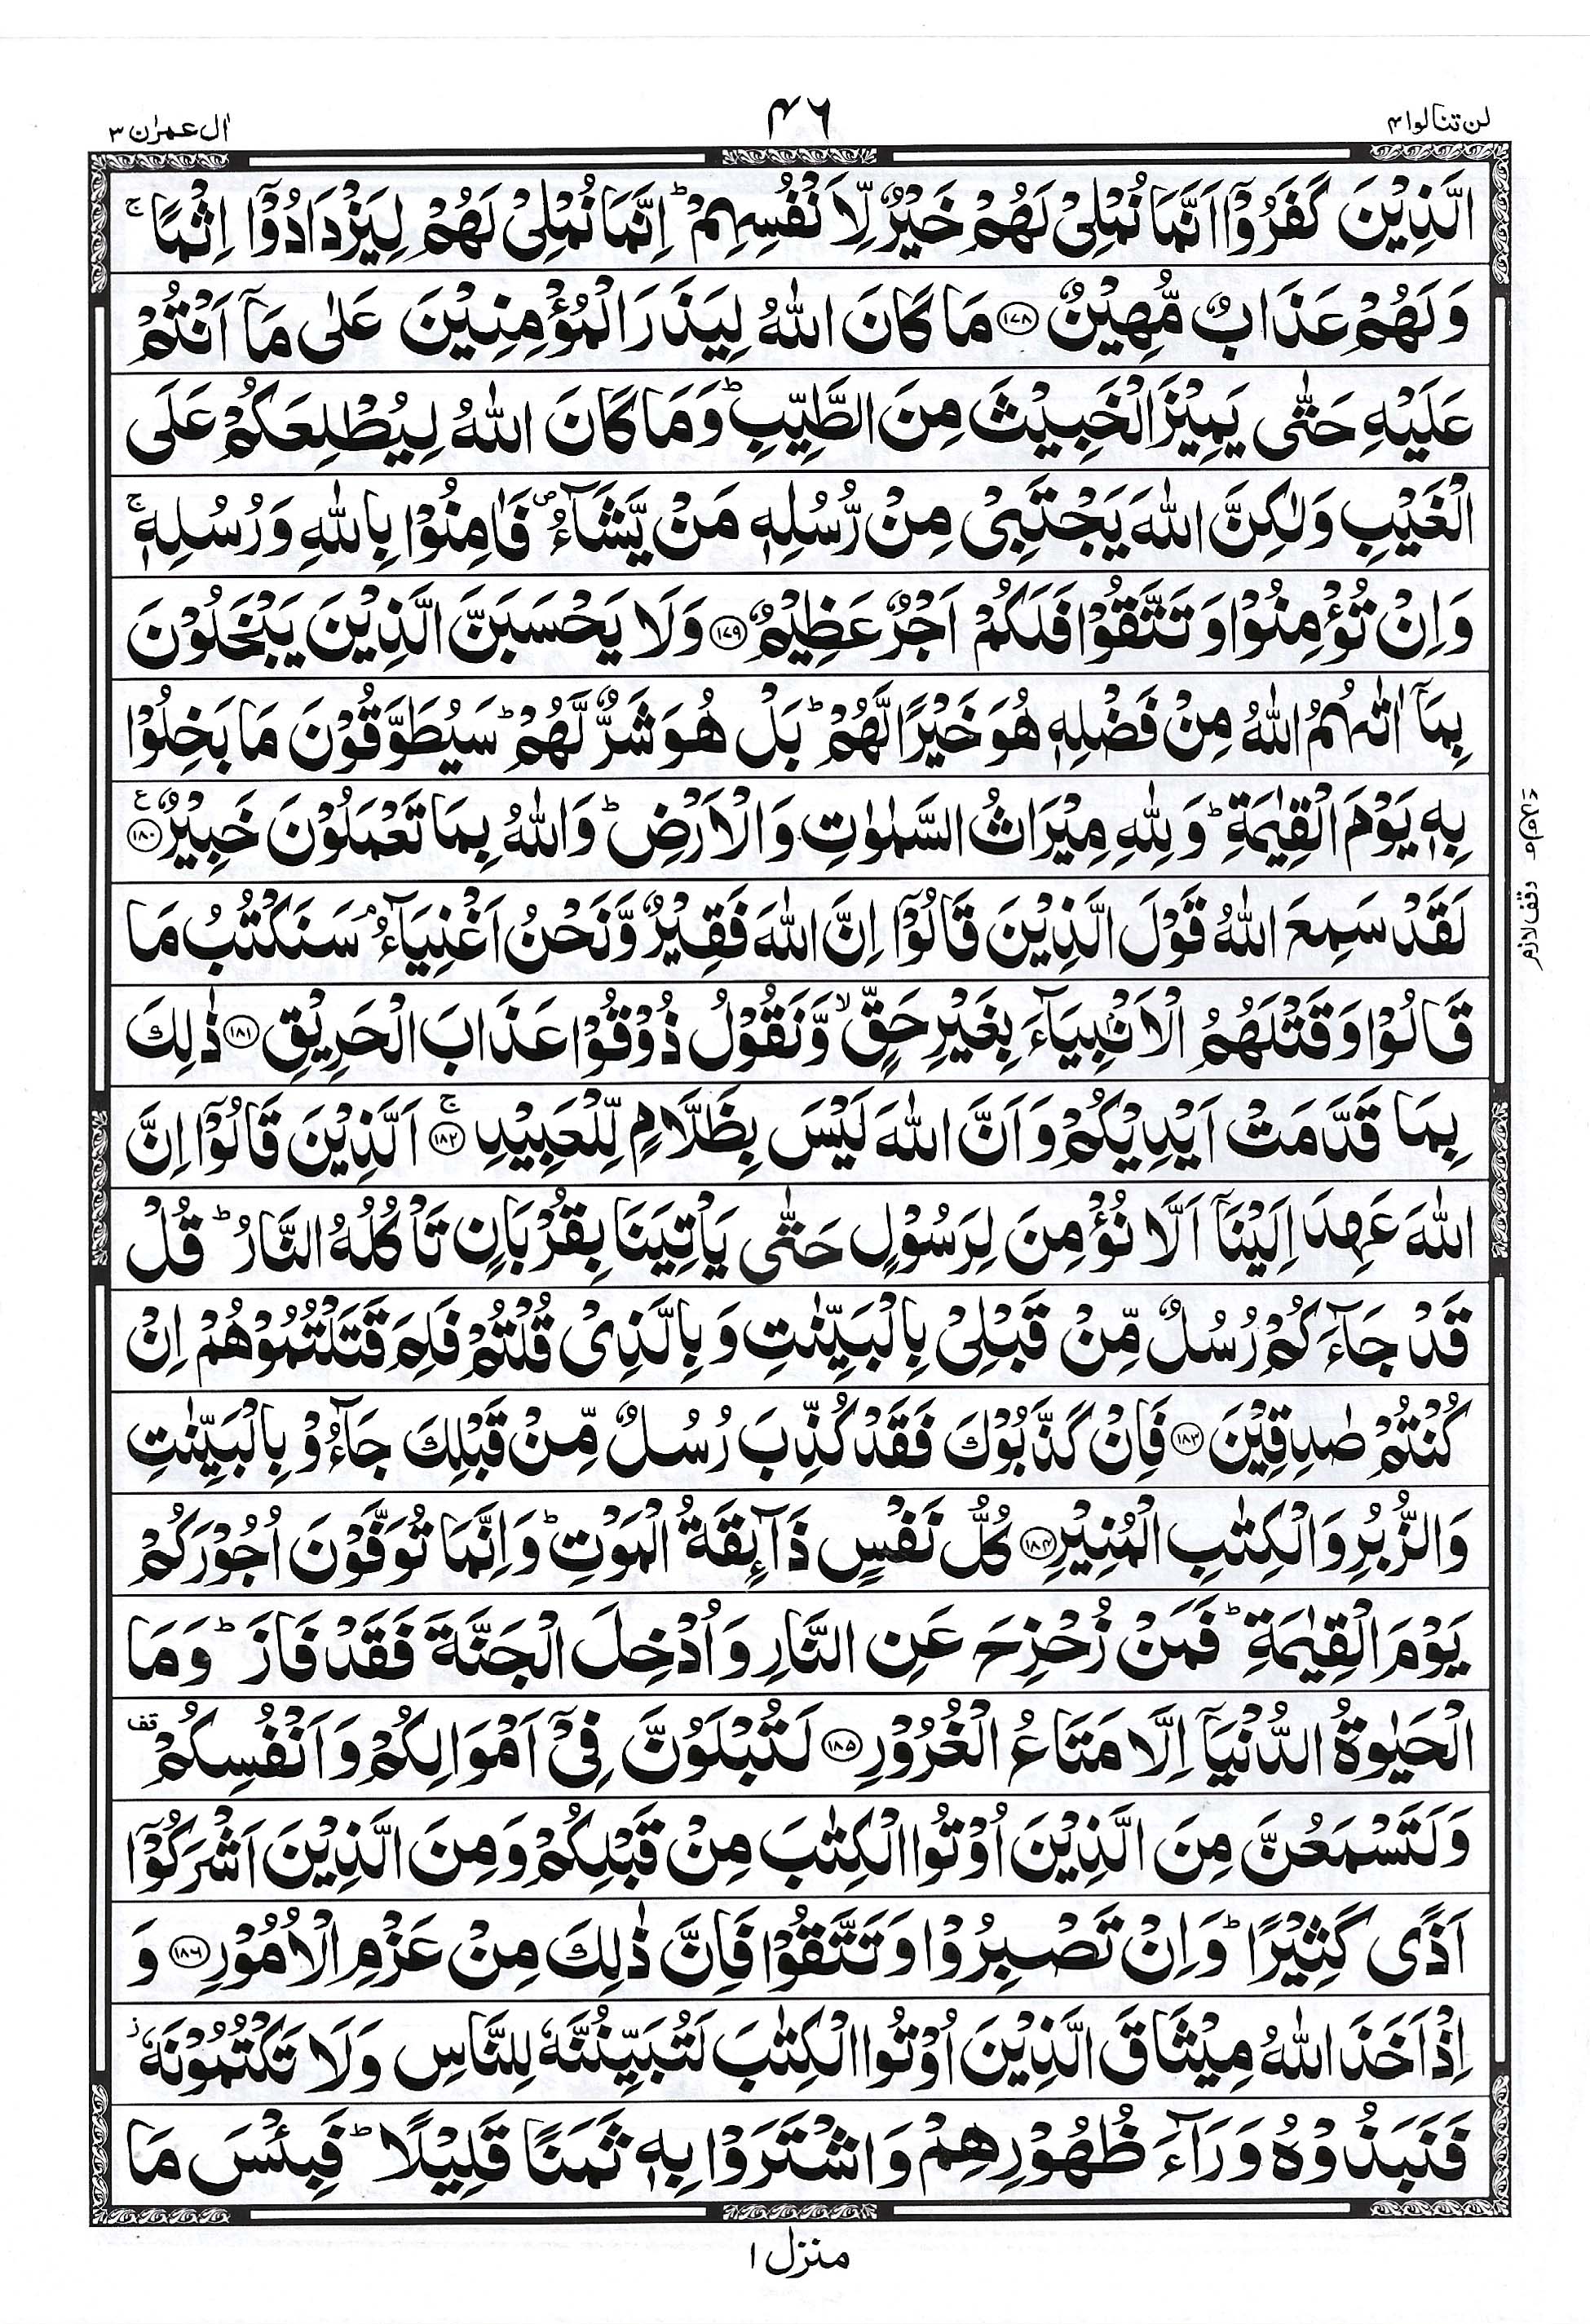 لن تنالوا ۴
۴۶
اٰل عمرٰن ۳
الَّذِیْنَ كَفَرُوْۤا اَنَّمَا نُمْلِیْ لَهُمْ خَیْرٌ لِّاَنْفُسِهِمْ ؕ اِنَّمَا نُمْلِیْ لَهُمْ لِیَزْدَادُوْۤا اِثْمًا ۚ
وَ لَهُمْ عَذَابٌ مُّهِیْنٌ ﴿۱۷۸﴾ مَا كَانَ اللّٰهُ لِیَذَرَ الْمُؤْمِنِیْنَ عَلٰی مَاۤ اَنْتُمْ
عَلَیْهِ حَتّٰی یَمِیْزَ الْخَبِیْثَ مِنَ الطَّیِّبِ ؕ وَ مَا كَانَ اللّٰهُ لِیُطْلِعَكُمْ عَلَی
الْغَیْبِ وَ لٰكِنَّ اللّٰهَ یَجْتَبِیْ مِنْ رُّسُلِهٖ مَنْ یَّشَآءُ ۪ فَاٰمِنُوْا بِاللّٰهِ وَ رُسُلِهٖ ۚ
وَ اِنْ تُؤْمِنُوْا وَ تَتَّقُوْا فَلَكُمْ اَجْرٌ عَظِیْمٌ ﴿۱۷۹﴾ وَ لَا یَحْسَبَنَّ الَّذِیْنَ یَبْخَلُوْنَ
بِمَاۤ اٰتٰىهُمُ اللّٰهُ مِنْ فَضْلِهٖ هُوَ خَیْرًا لَّهُمْ ؕ بَلْ هُوَ شَرٌّ لَّهُمْ ؕ سَیُطَوَّقُوْنَ مَا بَخِلُوْا
بِهٖ یَوْمَ الْقِیٰمَةِ ؕ وَ لِلّٰهِ مِیْرَاثُ السَّمٰوٰتِ وَ الْاَرْضِ ؕ وَ اللّٰهُ بِمَا تَعْمَلُوْنَ خَبِیْرٌ ﴿۱۸۰﴾ ع
لَقَدْ سَمِعَ اللّٰهُ قَوْلَ الَّذِیْنَ قَالُوْۤا اِنَّ اللّٰهَ فَقِیْرٌ وَّ نَحْنُ اَغْنِیَآءُ ۘ سَنَكْتُبُ مَا
وقف لازم
قَالُوْا وَ قَتْلَهُمُ الْاَنْۢبِیَآءَ بِغَیْرِ حَقٍّ ۙ وَّ نَقُوْلُ ذُوْقُوْا عَذَابَ الْحَرِیْقِ ﴿۱۸۱﴾ ذٰلِكَ
بِمَا قَدَّمَتْ اَیْدِیْكُمْ وَ اَنَّ اللّٰهَ لَیْسَ بِظَلَّامٍ لِّلْعَبِیْدِ ﴿۱۸۲﴾ۚ اَلَّذِیْنَ قَالُوْۤا اِنَّ
اللّٰهَ عَهِدَ اِلَیْنَاۤ اَلَّا نُؤْمِنَ لِرَسُوْلٍ حَتّٰی یَاْتِیَنَا بِقُرْبَانٍ تَاْكُلُهُ النَّارُ ؕ قُلْ
قَدْ جَآءَكُمْ رُسُلٌ مِّنْ قَبْلِیْ بِالْبَیِّنٰتِ وَ بِالَّذِیْ قُلْتُمْ فَلِمَ قَتَلْتُمُوْهُمْ اِنْ
كُنْتُمْ صٰدِقِیْنَ ﴿۱۸۳﴾ فَاِنْ كَذَّبُوْكَ فَقَدْ كُذِّبَ رُسُلٌ مِّنْ قَبْلِكَ جَآءُوْ بِالْبَیِّنٰتِ
وَ الزُّبُرِ وَ الْكِتٰبِ الْمُنِیْرِ ﴿۱۸۴﴾ كُلُّ نَفْسٍ ذَآىِٕقَةُ الْمَوْتِ ؕ وَ اِنَّمَا تُوَفَّوْنَ اُجُوْرَكُمْ
یَوْمَ الْقِیٰمَةِ ؕ فَمَنْ زُحْزِحَ عَنِ النَّارِ وَ اُدْخِلَ الْجَنَّةَ فَقَدْ فَازَ ؕ وَ مَا
الْحَیٰوةُ الدُّنْیَاۤ اِلَّا مَتَاعُ الْغُرُوْرِ ﴿۱۸۵﴾ لَتُبْلَوُنَّ فِیْۤ اَمْوَالِكُمْ وَ اَنْفُسِكُمْ قف
وَ لَتَسْمَعُنَّ مِنَ الَّذِیْنَ اُوْتُوا الْكِتٰبَ مِنْ قَبْلِكُمْ وَ مِنَ الَّذِیْنَ اَشْرَكُوْۤا
اَذًی كَثِیْرًا ؕ وَ اِنْ تَصْبِرُوْا وَ تَتَّقُوْا فَاِنَّ ذٰلِكَ مِنْ عَزْمِ الْاُمُوْرِ ﴿۱۸۶﴾ وَ
اِذْ اَخَذَ اللّٰهُ مِیْثَاقَ الَّذِیْنَ اُوْتُوا الْكِتٰبَ لَتُبَیِّنُنَّهٗ لِلنَّاسِ وَ لَا تَكْتُمُوْنَهٗ ؗ
فَنَبَذُوْهُ وَرَآءَ ظُهُوْرِهِمْ وَ اشْتَرَوْا بِهٖ ثَمَنًا قَلِیْلًا ؕ فَبِئْسَ مَا
منزل ۱